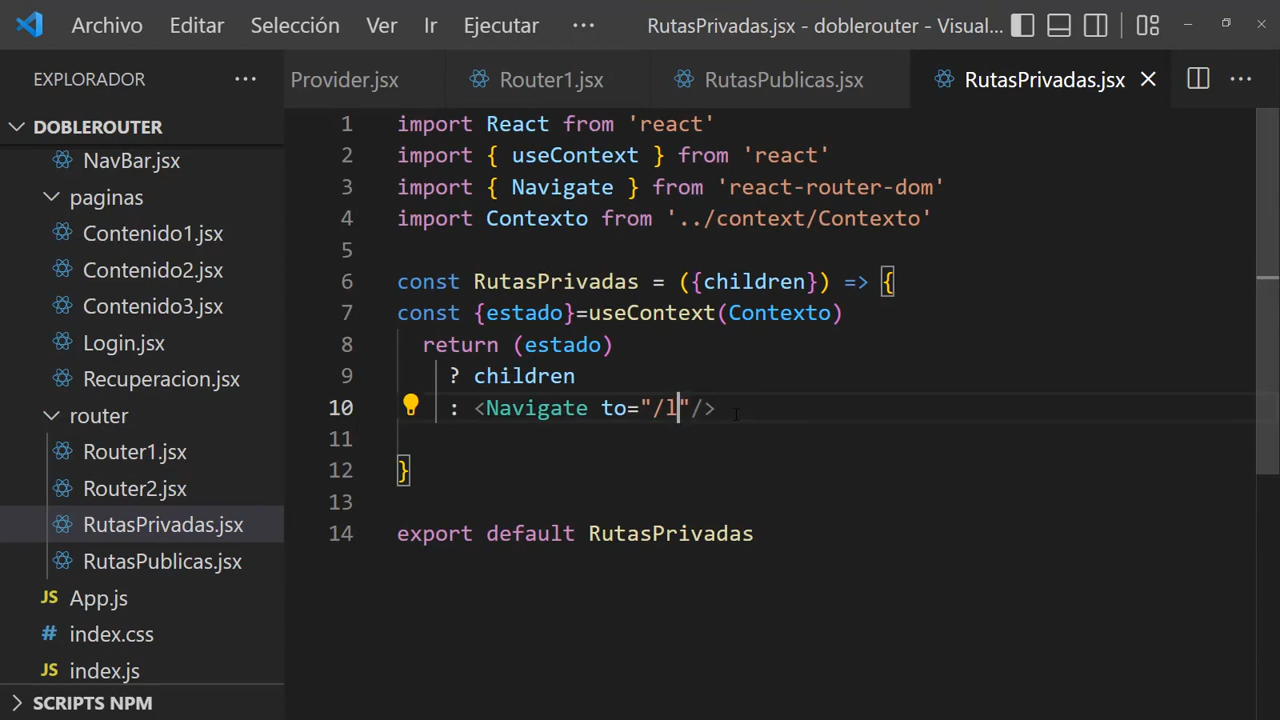 Archivo Editar Selección Ver Ir Ejecutar ··· RutasPrivadas.jsx - doblerouter - Visual...
EXPLORADOR ···
Provider.jsx Router1.jsx RutasPublicas.jsx RutasPrivadas.jsx
DOBLEROUTER
NavBar.jsx
paginas
Contenido1.jsx
Contenido2.jsx
Contenido3.jsx
Login.jsx
Recuperacion.jsx
router
Router1.jsx
Router2.jsx
RutasPrivadas.jsx
RutasPublicas.jsx
JS App.js
# index.css
JS index.js
SCRIPTS NPM
1 import React from 'react'
2 import { useContext } from 'react'
3 import { Navigate } from 'react-router-dom'
4 import Contexto from '../context/Contexto'
5
6 const RutasPrivadas = ({children}) => {
7 const {estado}=useContext(Contexto)
8 return (estado)
9 ? children
10 : <Navigate to="/l"/>
11
12 }
13
14 export default RutasPrivadas